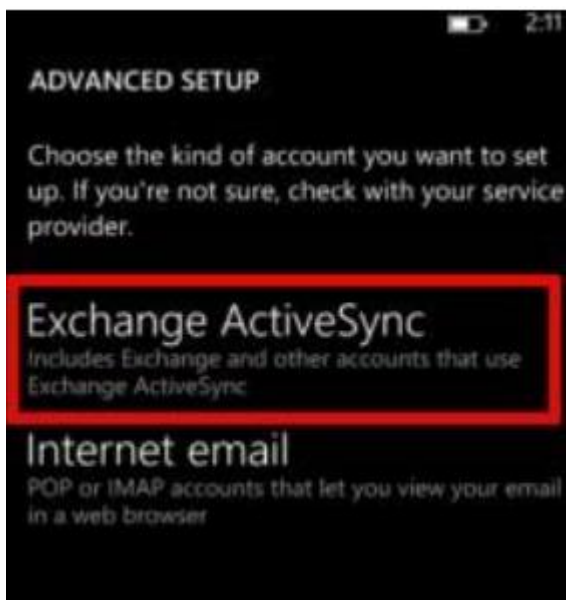 2:11
ADVANCED SETUP
Choose the kind of account you want to set
up. If you're not sure, check with your service
provider.
Exchange ActiveSync
Includes Exchange and other accounts that use
Exchange ActiveSync
Internet email
POP or IMAP accounts that let you view your email
in a web browser